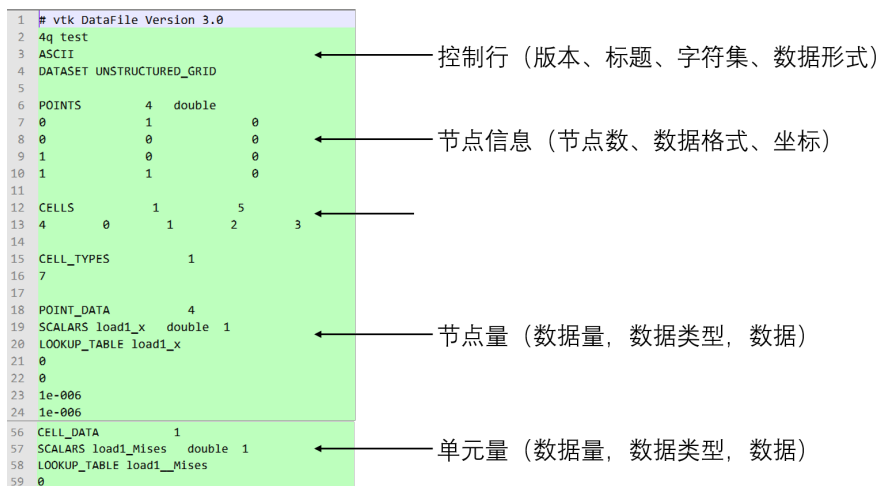 1 # vtk DataFile Version 3.0
2 4q test
3 ASCII
4 DATASET UNSTRUCTURED_GRID
5
6 POINTS 4 double
7 0 1 0
8 0 0 0
9 1 0 0
10 1 1 0
11
12 CELLS 1 5
13 4 0 1 2 3
14
15 CELL_TYPES 1
16 7
17
18 POINT_DATA 4
19 SCALARS load1_x double 1
20 LOOKUP_TABLE load1_x
21 0
22 0
23 1e-006
24 1e-006
56 CELL_DATA 1
57 SCALARS load1_Mises double 1
58 LOOKUP_TABLE load1__Mises
59 0
控制行（版本、标题、字符集、数据形式）
节点信息（节点数、数据格式、坐标）
节点量（数据量，数据类型，数据）
单元量（数据量，数据类型，数据）